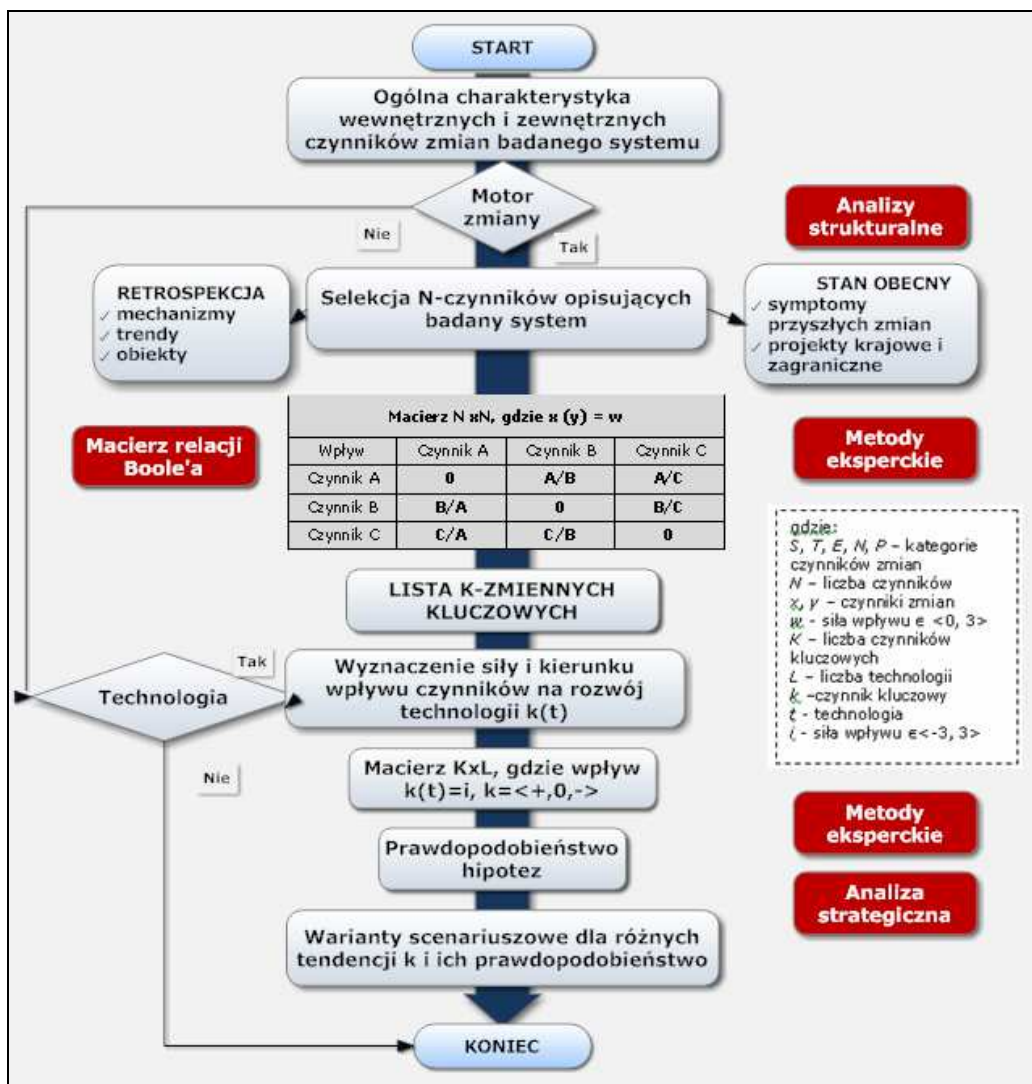 START
Ogólna charakterystyka
wewnętrznych i zewnętrznych
czynników zmian badanego systemu
Motor
zmiany
Nie
Tak
Analizy
strukturalne
RETROSPEKCJA
✓ mechanizmy
✓ trendy
✓ obiekty
Selekcja N-czynników opisujących
badany system
STAN OBECNY
✓ symptomy
przyszłych zmian
✓ projekty krajowe i
zagraniczne
Macierz relacji
Boole'a
Macierz N xN, gdzie x (y) = w
Wpływ Czynnik A Czynnik B Czynnik C
Czynnik A 0 A/B A/C
Czynnik B B/A 0 B/C
Czynnik C C/A C/B 0
Metody
eksperckie
gdzie:
S, T, E, N, P – kategorie
czynników zmian
N – liczba czynników
x, y – czynniki zmian
w - siła wpływu ϵ <0, 3>
K – liczba czynników
kluczowych
L – liczba technologii
k –czynnik kluczowy
t - technologia
i - siła wpływu ϵ<-3, 3>
LISTA K-ZMIENNYCH
KLUCZOWYCH
Technologia
Tak
Nie
Wyznaczenie siły i kierunku
wpływu czynników na rozwój
technologii k(t)
Macierz KxL, gdzie wpływ
k(t)=i, k=<+,0,->
Metody
eksperckie
Prawdopodobieństwo
hipotez
Analiza
strategiczna
Warianty scenariuszowe dla różnych
tendencji k i ich prawdopodobieństwo
KONIEC